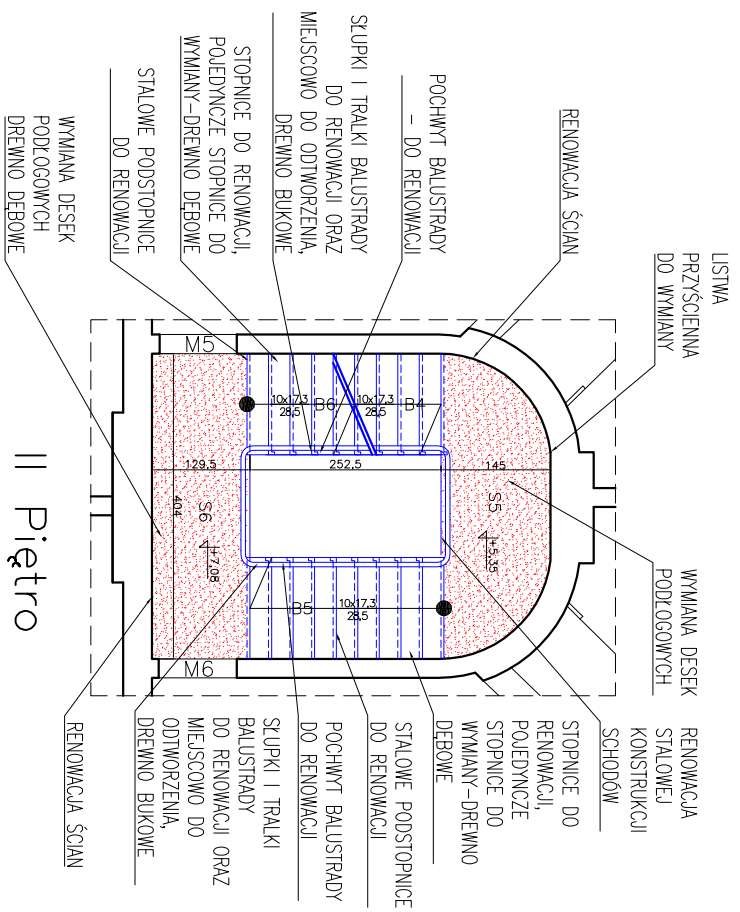 LISTWA
PRZYŚCIENNA
DO WYMIANY
RENOWACJA ŚCIAN
POCHWYT BALUSTRADY
- DO RENOWACJI
SŁUPKI I TRALKI BALUSTRADY
DO RENOWACJI ORAZ
MIEJSCOWO DO ODTWORZENIA,
DREWNO BUKOWE
STOPNICE DO RENOWACJI,
POJEDYNCZE STOPNICE DO
WYMIANY-DREWNO DĘBOWE
STALOWE PODSTOPNICE
DO RENOWACJI
WYMIANA DESEK
PODŁOGOWYCH
DREWNO DĘBOWE
M5
10x17,3
28,5
B6
10x17,3
28,5
B4
129,5
252,5
145
S5
+5,35
S6
404
+7,08
B5
10x17,3
28,5
M6
WYMIANA DESEK
PODŁOGOWYCH
RENOWACJA
STALOWEJ
KONSTRUKCJI
SCHODÓW
STOPNICE DO
RENOWACJI,
POJEDYNCZE
STOPNICE DO
WYMIANY-DREWNO
DĘBOWE
STALOWE PODSTOPNICE
DO RENOWACJI
POCHWYT BALUSTRADY
DO RENOWACJI
SŁUPKI I TRALKI
BALUSTRADY
DO RENOWACJI ORAZ
MIEJSCOWO DO
ODTWORZENIA,
DREWNO BUKOWE
RENOWACJA ŚCIAN
II Piętro